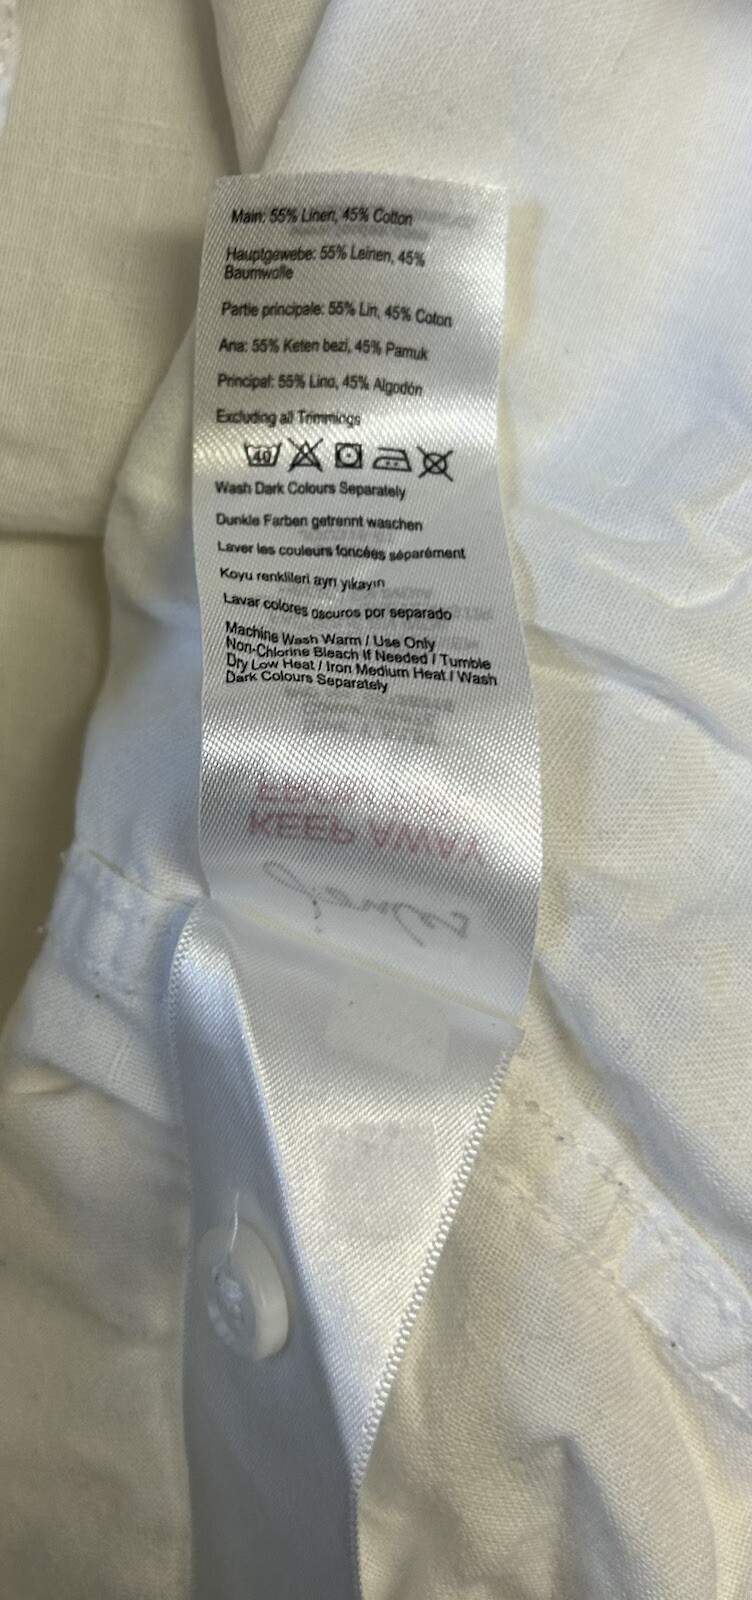 Main: 55% Linen, 45% Cotton
Hauptgewebe: 55% Leinen, 45%
Baumwolle
Partie principale: 55% Lin, 45% Coton
Ana: 55% Keten bezi, 45% Pamuk
Principal: 55% Lino, 45% Algodón
Excluding all Trimmings
40
Wash Dark Colours Separately
Dunkle Farben getrennt waschen
Laver les couleurs foncées séparément
Koyu renklileri ayrı yıkayın
Lavar colores oscuros por separado
Machine Wash Warm / Use Only
Non-Chlorine Bleach If Needed / Tumble
Dry Low Heat / Iron Medium Heat / Wash
Dark Colours Separately
KEEP AWAY